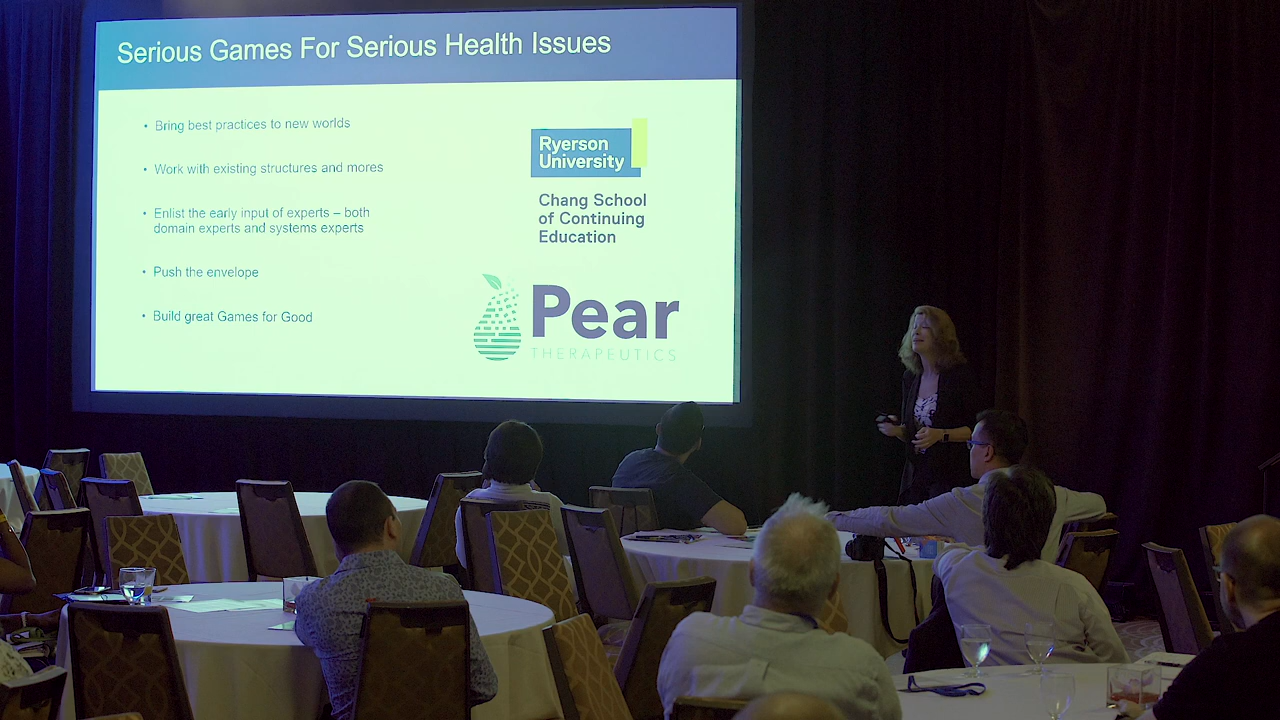 Serious Games For Serious Health Issues
• Bring best practices to new worlds
• Work with existing structures and mores
• Enlist the early input of experts – both
domain experts and systems experts
• Push the envelope
• Build great Games for Good
Ryerson
University
Chang School
of Continuing
Education
Pear
THERAPEUTICS